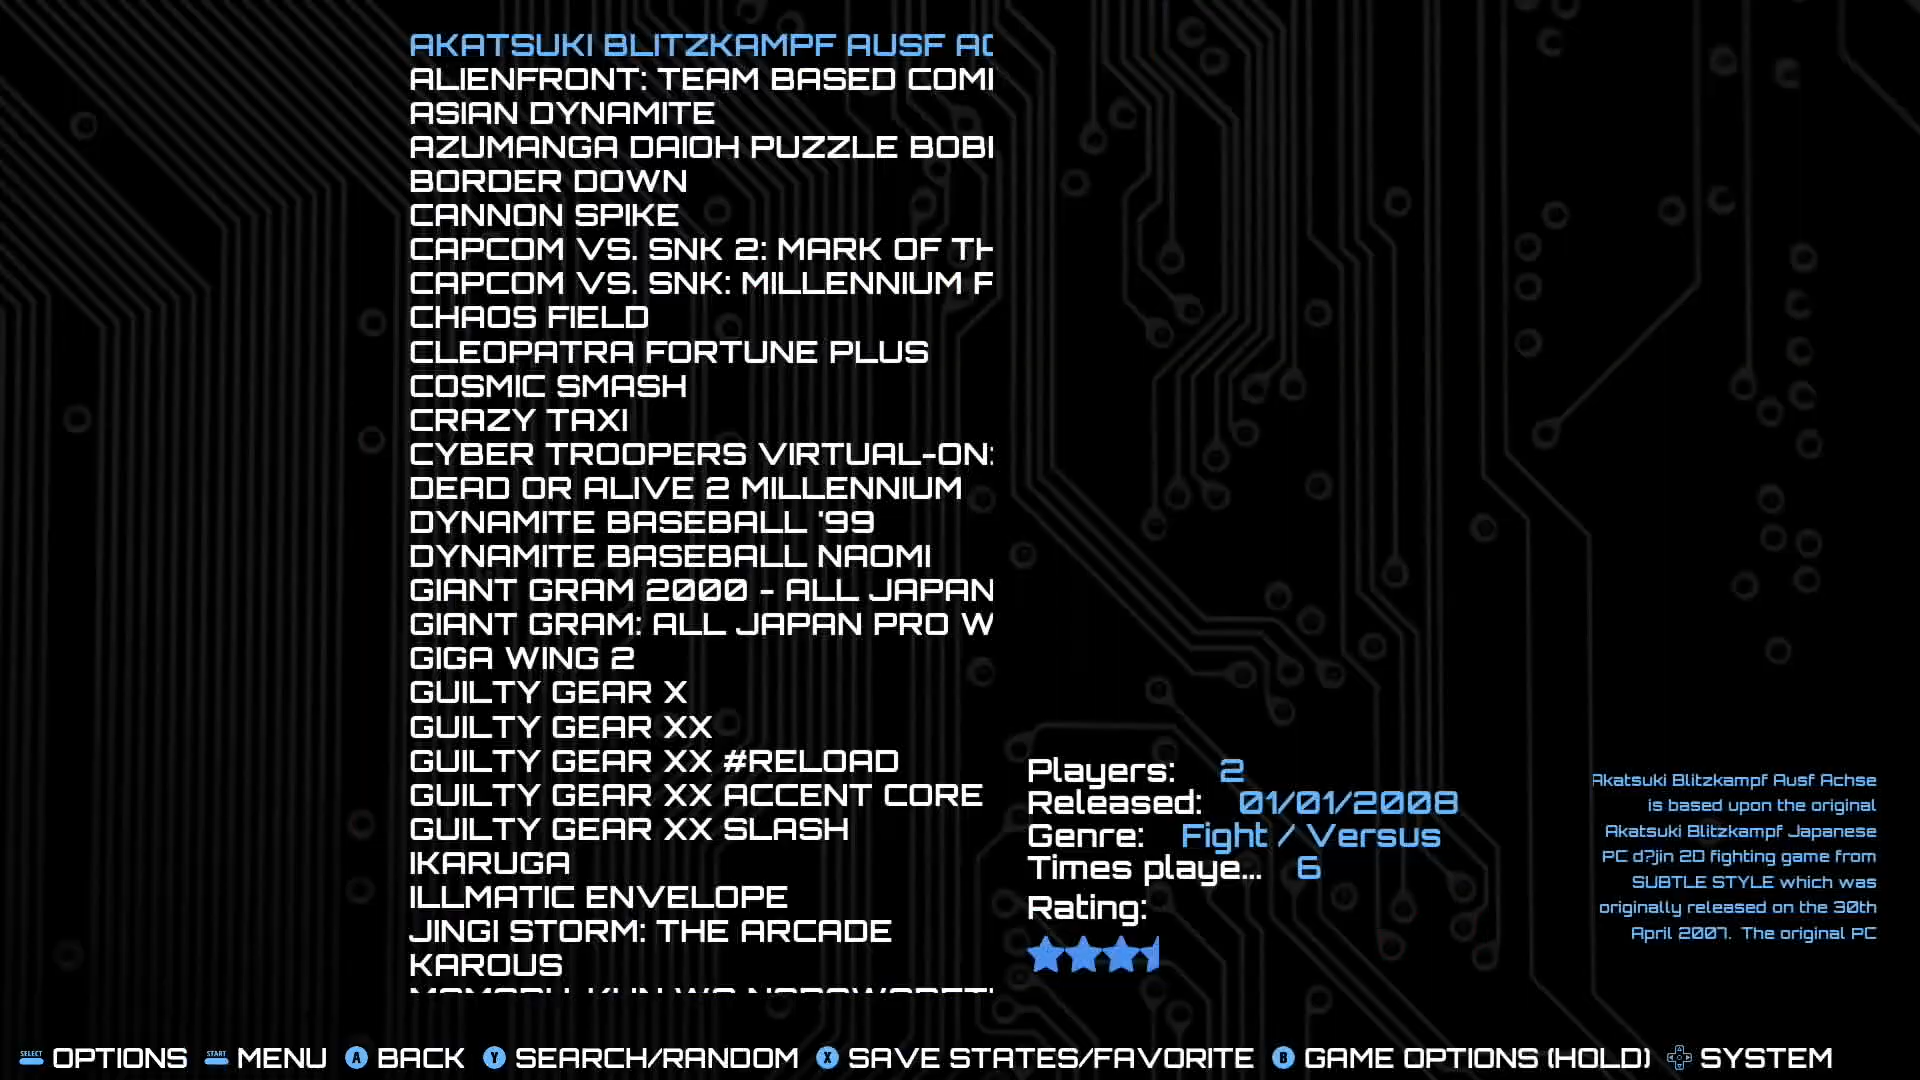 AKATSUKI BLITZKAMPF AUSF AC
ALIENFRONT: TEAM BASED COM
ASIAN DYNAMITE
AZUMANGA DAIOH PUZZLE BOB
BORDER DOWN
CANNON SPIKE
CAPCOM VS. SNK 2: MARK OF TH
CAPCOM VS. SNK: MILLENNIUM F
CHAOS FIELD
CLEOPATRA FORTUNE PLUS
COSMIC SMASH
CRAZY TAXI
CYBER TROOPERS VIRTUAL-ON:
DEAD OR ALIVE 2 MILLENNIUM
DYNAMITE BASEBALL '99
DYNAMITE BASEBALL NAOMI
GIANT GRAM 2000 - ALL JAPAN
GIANT GRAM: ALL JAPAN PRO W
GIGA WING 2
GUILTY GEAR X
GUILTY GEAR XX
GUILTY GEAR XX #RELOAD
GUILTY GEAR XX ACCENT CORE
GUILTY GEAR XX SLASH
IKARUGA
ILLMATIC ENVELOPE
JINGI STORM: THE ARCADE
KAROUS
Players: 2
Released: 01/01/2008
Genre: Fight / Versus
Times playe... 6
Rating:
Akatsuki Blitzkampf Ausf Achse
is based upon the original
Akatsuki Blitzkampf Japanese
PC d?jin 2D fighting game from
SUBTLE STYLE which was
originally released on the 30th
April 2007. The original PC
SELECT OPTIONS START MENU A BACK Y SEARCH/RANDOM X SAVE STATES/FAVORITE B GAME OPTIONS (HOLD) SYSTEM